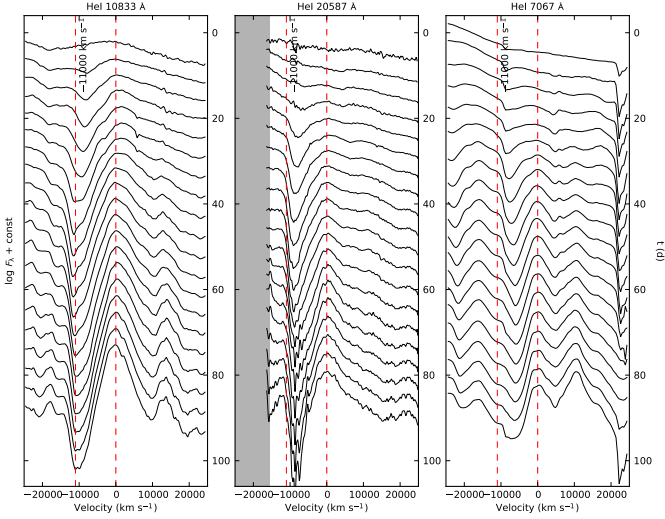 HeI 10833 Å
HeI 20587 Å
HeI 7067 Å
−11000 km s⁻¹
−11000 km s⁻¹
−11000 km s⁻¹
log Fλ + const
0
20
40
60
80
100
0
20
40
60
80
100
0
20
40
60
80
100
t (d)
−20000 −10000 0 10000 20000
−20000 −10000 0 10000 20000
−20000 −10000 0 10000 20000
Velocity (km s⁻¹)
Velocity (km s⁻¹)
Velocity (km s⁻¹)